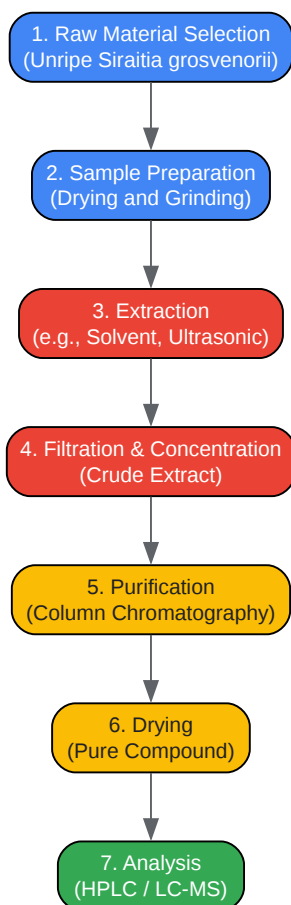 1. Raw Material Selection
(Unripe Siraitia grosvenorii)
2. Sample Preparation
(Drying and Grinding)
3. Extraction
(e.g., Solvent, Ultrasonic)
4. Filtration & Concentration
(Crude Extract)
5. Purification
(Column Chromatography)
6. Drying
(Pure Compound)
7. Analysis
(HPLC / LC-MS)